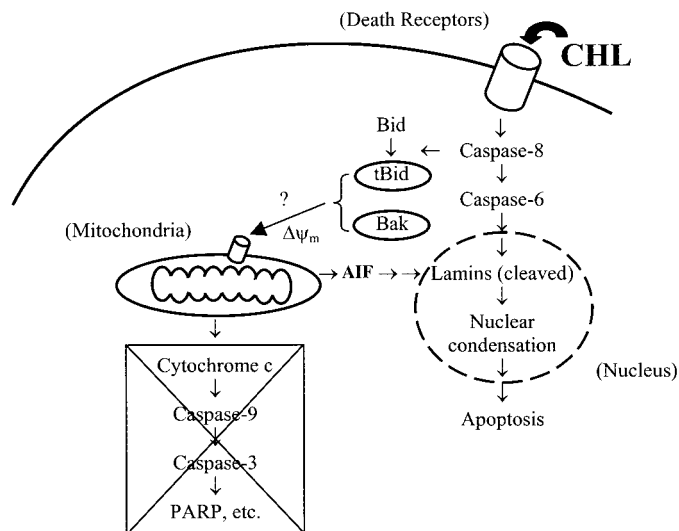 (Death Receptors)
CHL
Bid
Caspase-8
tBid
?
Caspase-6
Bak
(Mitochondria)
Δψm
AIF
Lamins (cleaved)
Nuclear
condensation
(Nucleus)
Apoptosis
Cytochrome c
Caspase-9
Caspase-3
PARP, etc.